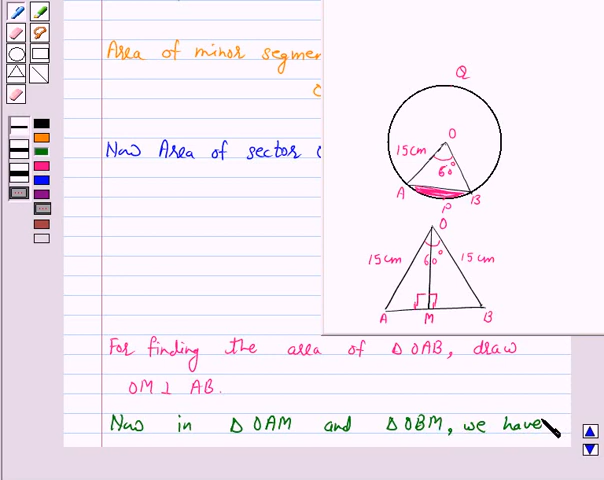 Area of minor segmen
Now Area of sector
Q
O
15cm
60°
A
B
P
O
15cm
60°
15cm
A
M
B
For finding the area of Δ OAB, draw
OM ⊥ AB.
Now in Δ OAM and Δ OBM, we have